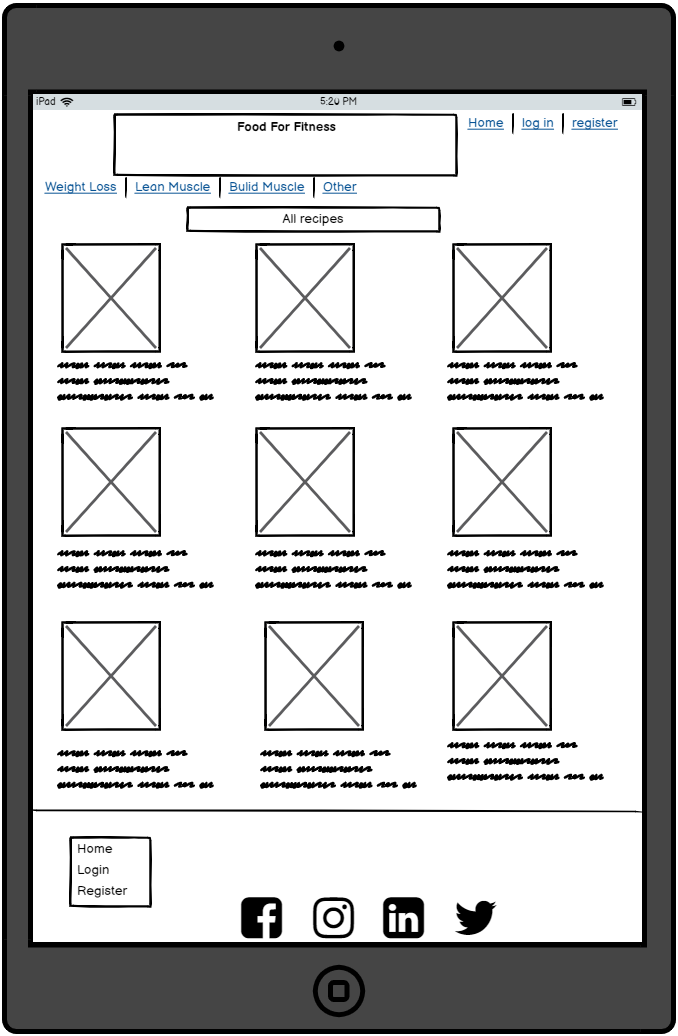 iPad 5:20 PM
Food For Fitness
Home log in register
Weight Loss Lean Muscle Bulid Muscle Other
All recipes
Home
Login
Register